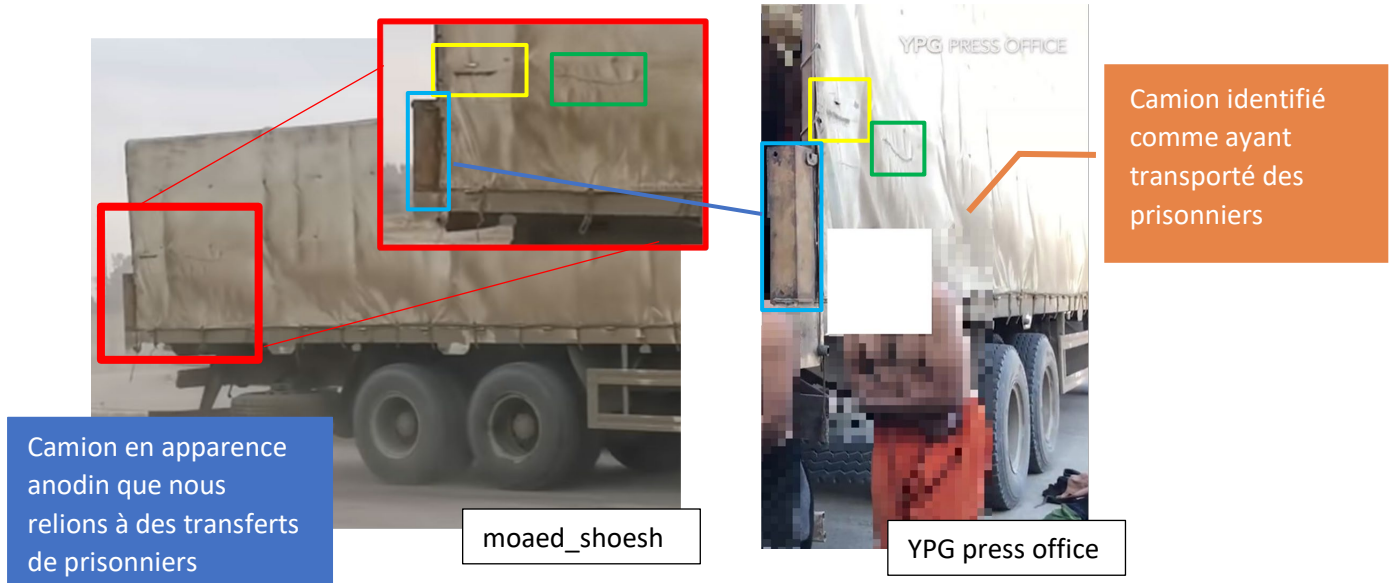 YPG PRESS OFFICE
Camion identifié
comme ayant
transporté des
prisonniers
Camion en apparence
anodin que nous
relions à des transferts
de prisonniers
moaed_shoesh
YPG press office